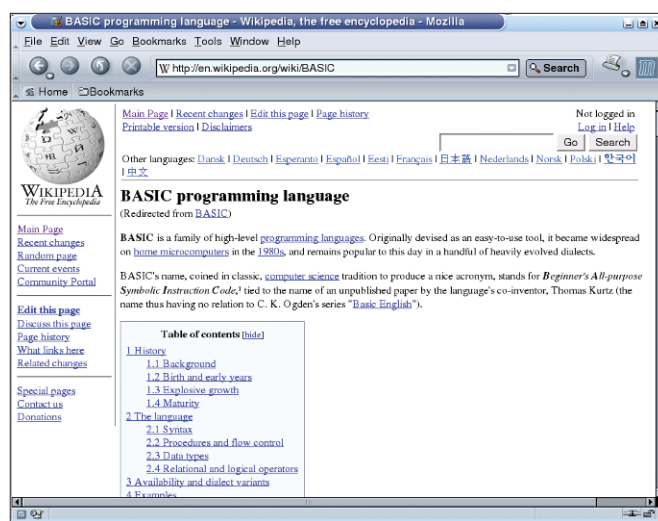 BASIC programming language - Wikipedia, the free encyclopedia - Mozilla
File Edit View Go Bookmarks Tools Window Help
http://en.wikipedia.org/wiki/BASIC Search
Home Bookmarks
Main Page | Recent changes | Edit this page | Page history
Printable version | Disclaimers
Not logged in
Log in | Help
Go Search
Other languages: Dansk | Deutsch | Esperanto | Español | Eesti | Français | 日本語 | Nederlands | Norsk | Polski | 한국어
| 中文
WIKIPEDIA
The Free Encyclopedia
Main Page
Recent changes
Random page
Current events
Community Portal
Edit this page
Discuss this page
Page history
What links here
Related changes
Special pages
Contact us
Donations
BASIC programming language
(Redirected from BASIC)
BASIC is a family of high-level programming languages. Originally devised as an easy-to-use tool, it became widespread
on home microcomputers in the 1980s, and remains popular to this day in a handful of heavily evolved dialects.
BASIC's name, coined in classic, computer science tradition to produce a nice acronym, stands for Beginner's All-purpose
Symbolic Instruction Code,¹ tied to the name of an unpublished paper by the language's co-inventor, Thomas Kurtz (the
name thus having no relation to C. K. Ogden's series "Basic English").
Table of contents [hide]
1 History
1.1 Background
1.2 Birth and early years
1.3 Explosive growth
1.4 Maturity
2 The language
2.1 Syntax
2.2 Procedures and flow control
2.3 Data types
2.4 Relational and logical operators
3 Availability and dialect variants
4 Examples